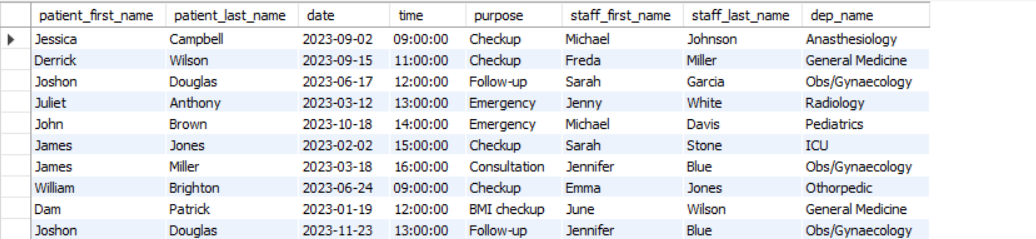 patient_first_name patient_last_name date time purpose staff_first_name staff_last_name dep_name
Jessica Campbell 2023-09-02 09:00:00 Checkup Michael Johnson Anasthesiology
Derrick Wilson 2023-09-15 11:00:00 Checkup Freda Miller General Medicine
Joshon Douglas 2023-06-17 12:00:00 Follow-up Sarah Garcia Obs/Gynaecology
Juliet Anthony 2023-03-12 13:00:00 Emergency Jenny White Radiology
John Brown 2023-10-18 14:00:00 Emergency Michael Davis Pediatrics
James Jones 2023-02-02 15:00:00 Checkup Sarah Stone ICU
James Miller 2023-03-18 16:00:00 Consultation Jennifer Blue Obs/Gynaecology
William Brighton 2023-06-24 09:00:00 Checkup Emma Jones Othorpedic
Dam Patrick 2023-01-19 12:00:00 BMI checkup June Wilson General Medicine
Joshon Douglas 2023-11-23 13:00:00 Follow-up Jennifer Blue Obs/Gynaecology